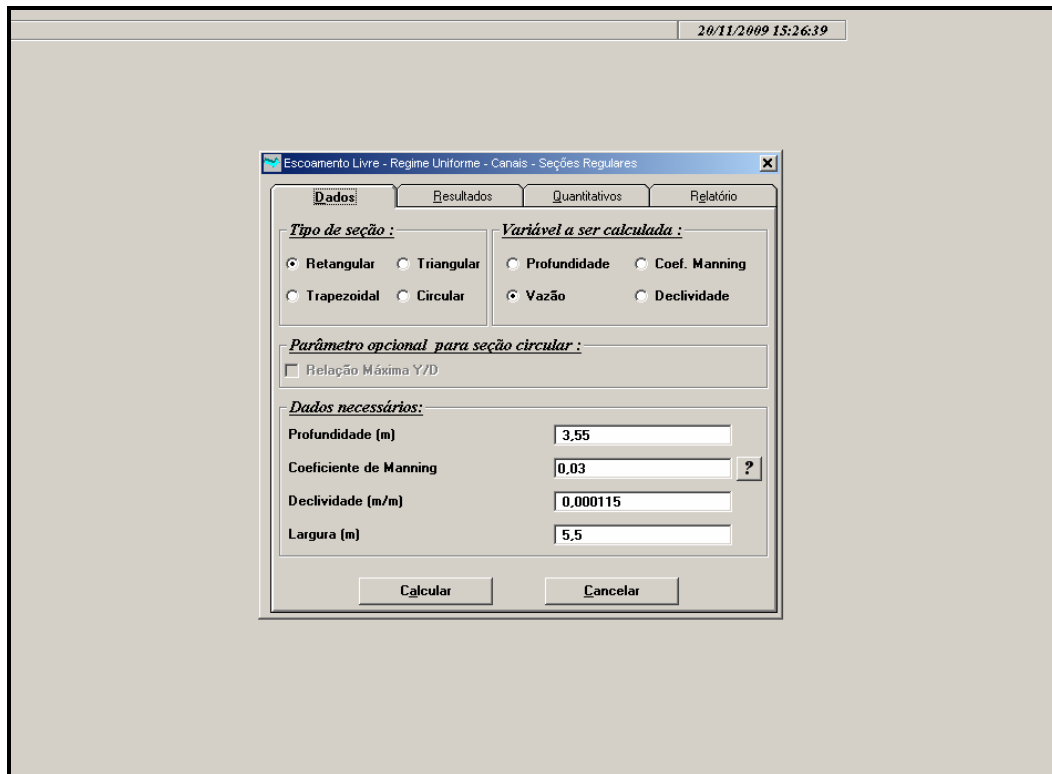 20/11/2009 15:26:39
Escoamento Livre - Regime Uniforme - Canais - Seções Regulares
Dados Resultados Quantitativos Relatório
Tipo de seção : Variável a ser calculada :
Retangular Triangular Profundidade Coef. Manning
Trapezoidal Circular Vazão Declividade
Parâmetro opcional para seção circular :
Relação Máxima Y/D
Dados necessários:
Profundidade (m) 3,55
Coeficiente de Manning 0,03 ?
Declividade (m/m) 0,000115
Largura (m) 5,5
Calcular Cancelar